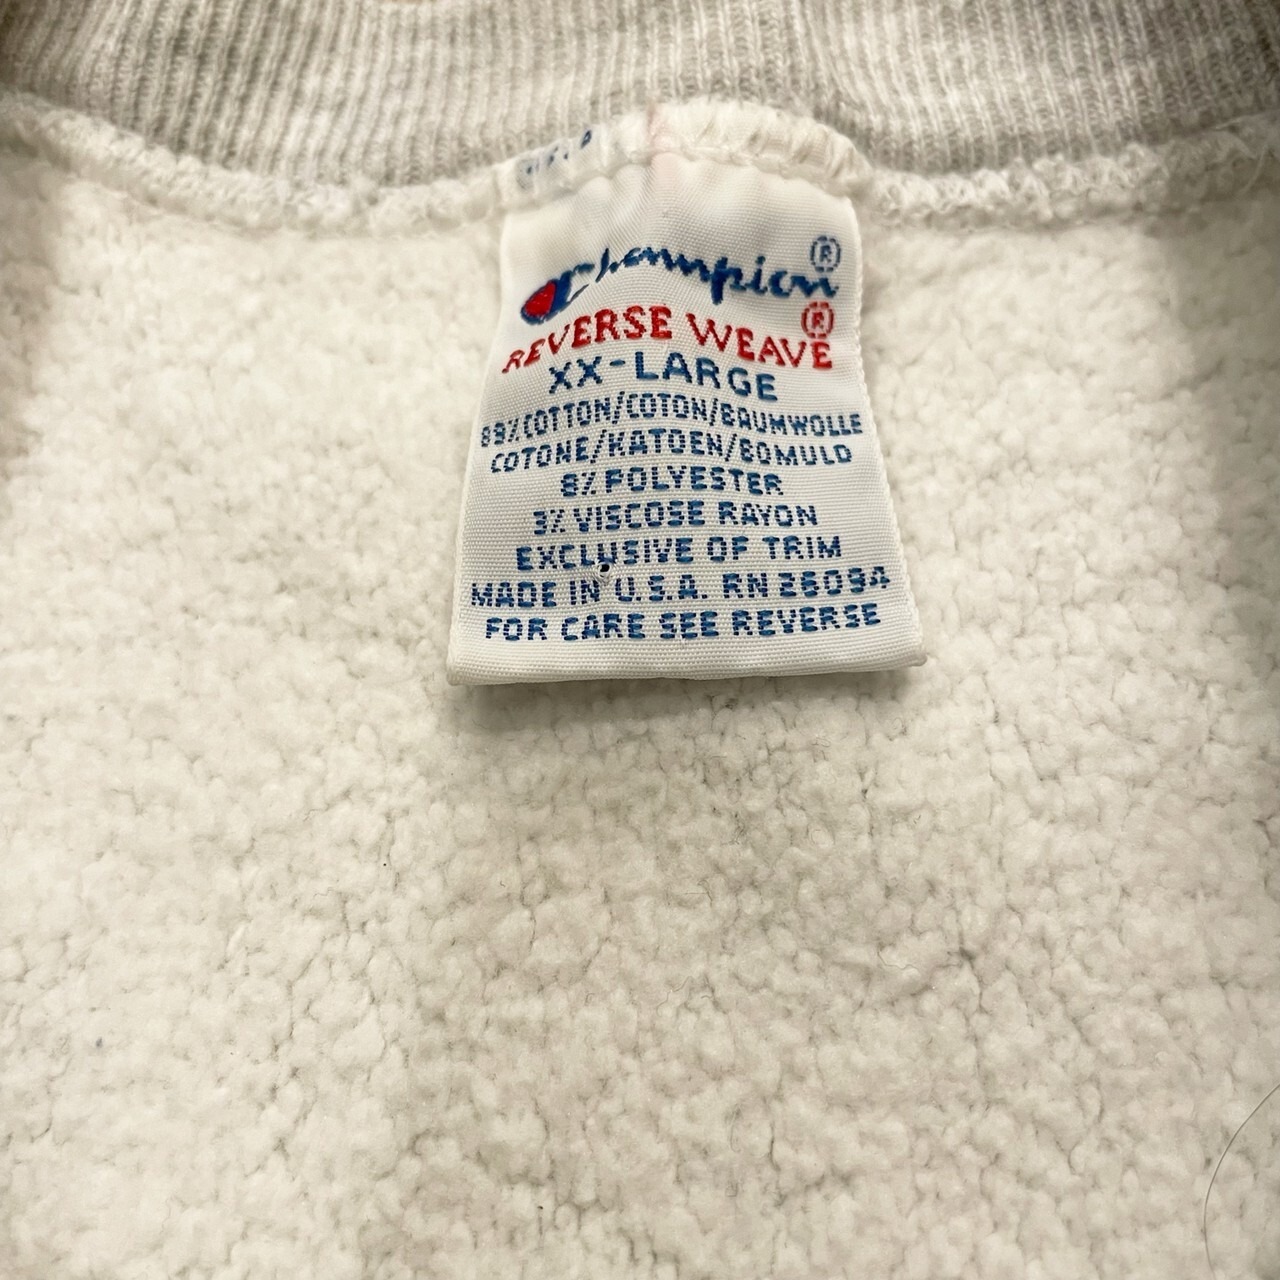 U.S.A
Champion®
REVERSE WEAVE®
XX-LARGE
89% COTTON/COTON/BAUMWOLLE
COTONE/KATOEN/BOMULD
8% POLYESTER
3% VISCOSE RAYON
EXCLUSIVE OF TRIM
MADE IN U.S.A. RN 26094
FOR CARE SEE REVERSE